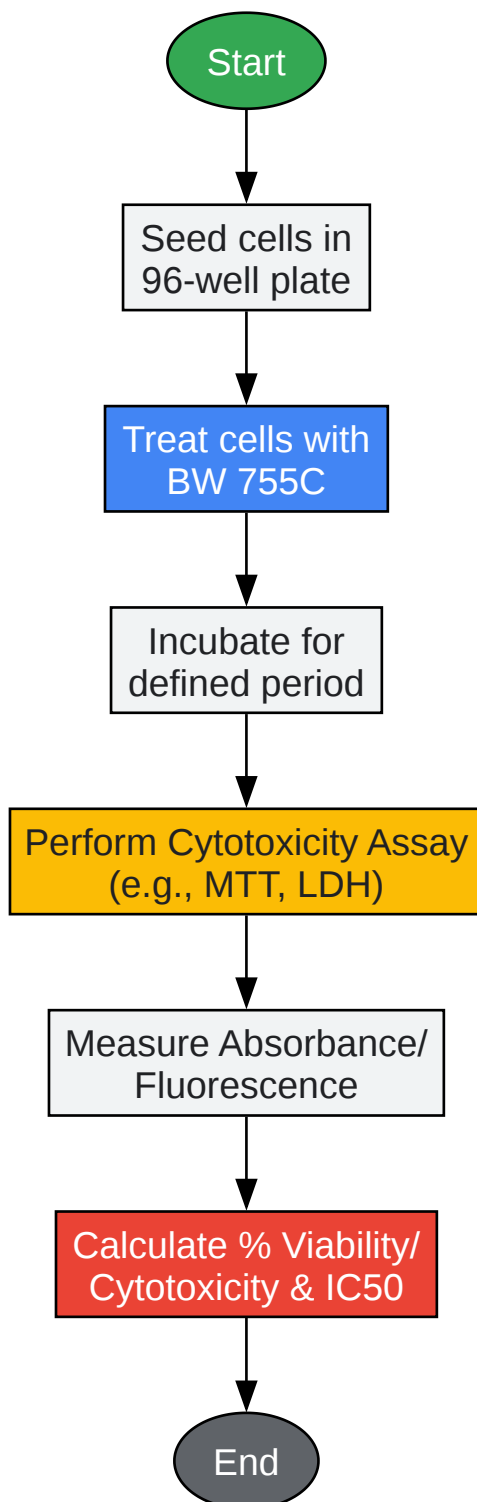 Start
Seed cells in
96-well plate
Treat cells with
BW 755C
Incubate for
defined period
Perform Cytotoxicity Assay
(e.g., MTT, LDH)
Measure Absorbance/
Fluorescence
Calculate % Viability/
Cytotoxicity & IC50
End